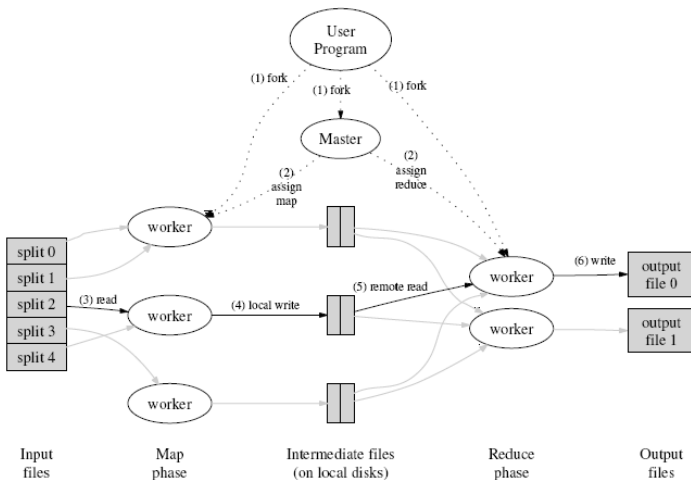 User
Program
(1) fork
(1) fork
(1) fork
Master
(2)
assign
map
(2)
assign
reduce
worker
split 0
split 1
split 2
split 3
split 4
(3) read
worker
(4) local write
(5) remote read
worker
(6) write
output
file 0
worker
output
file 1
worker
Input
files
Map
phase
Intermediate files
(on local disks)
Reduce
phase
Output
files